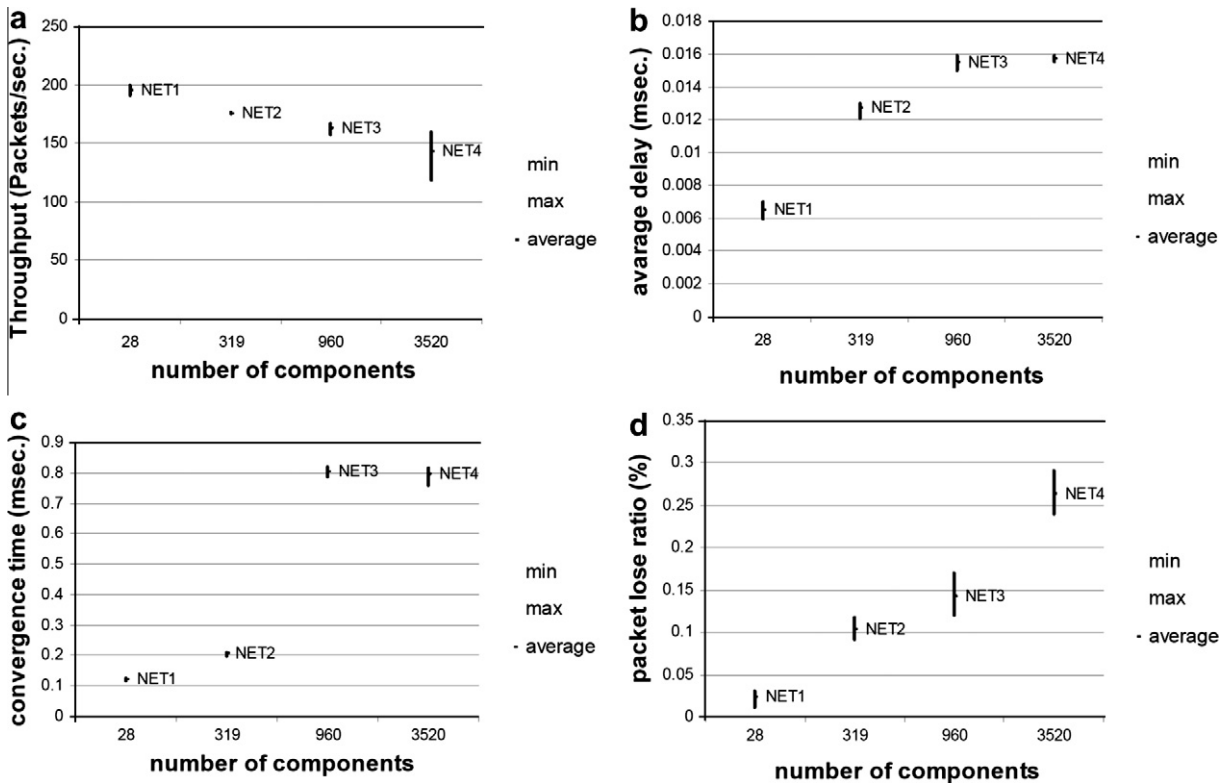 a
Throughput (Packets/sec.)
250
200
150
100
50
0
NET1
NET2
NET3
NET4
28 319 960 3520
number of components
min
max
average
b
avarage delay (msec.)
0.018
0.016
0.014
0.012
0.01
0.008
0.006
0.004
0.002
0
NET1
NET2
NET3
NET4
28 319 960 3520
number of components
min
max
average
c
convergence time (msec.)
0.9
0.8
0.7
0.6
0.5
0.4
0.3
0.2
0.1
0
NET1
NET2
NET3
NET4
28 319 960 3520
number of components
min
max
average
d
packet lose ratio (%)
0.35
0.3
0.25
0.2
0.15
0.1
0.05
0
NET1
NET2
NET3
NET4
28 319 960 3520
number of components
min
max
average